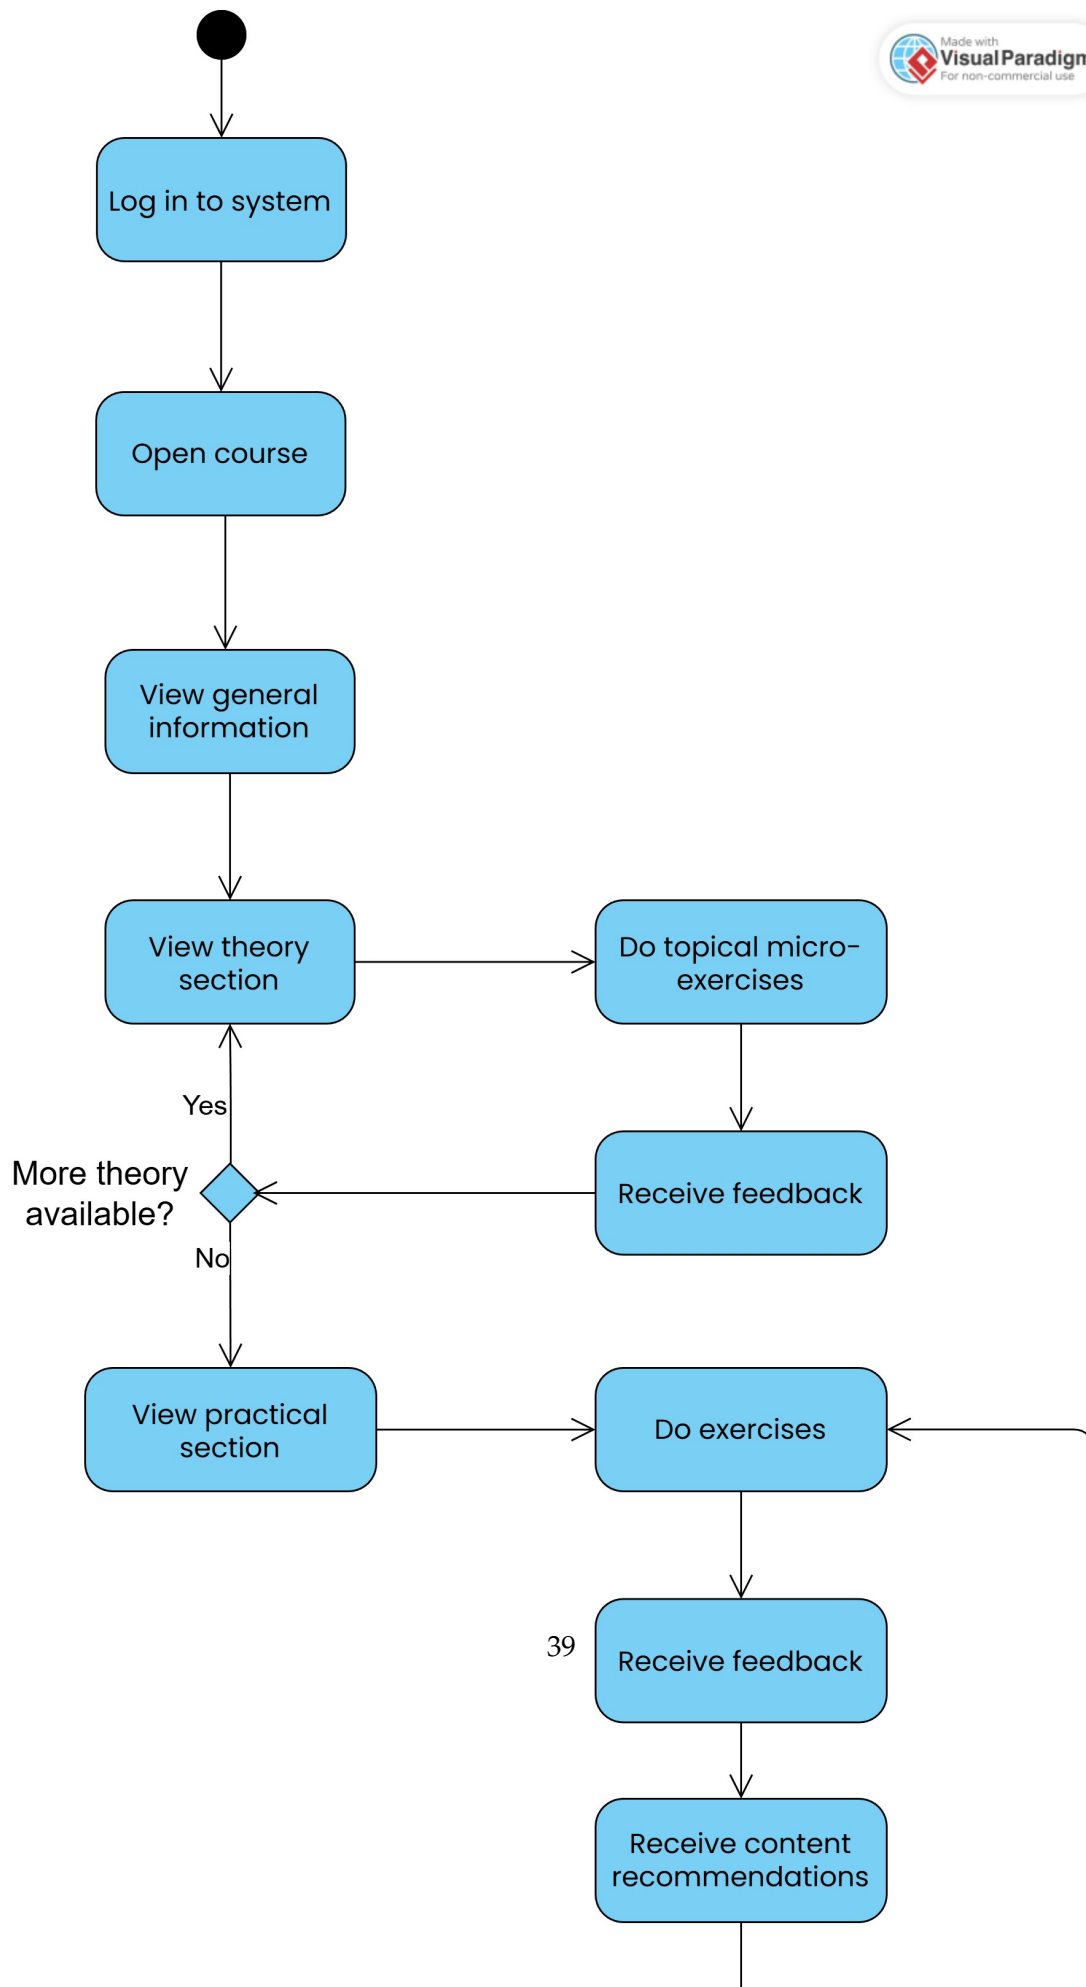 Made with
Visual Paradigm
For non-commercial use
Log in to system
Open course
View general
information
View theory
section
Do topical micro-
exercises
Yes
More theory
available?
Receive feedback
No
View practical
section
Do exercises
39
Receive feedback
Receive content
recommendations